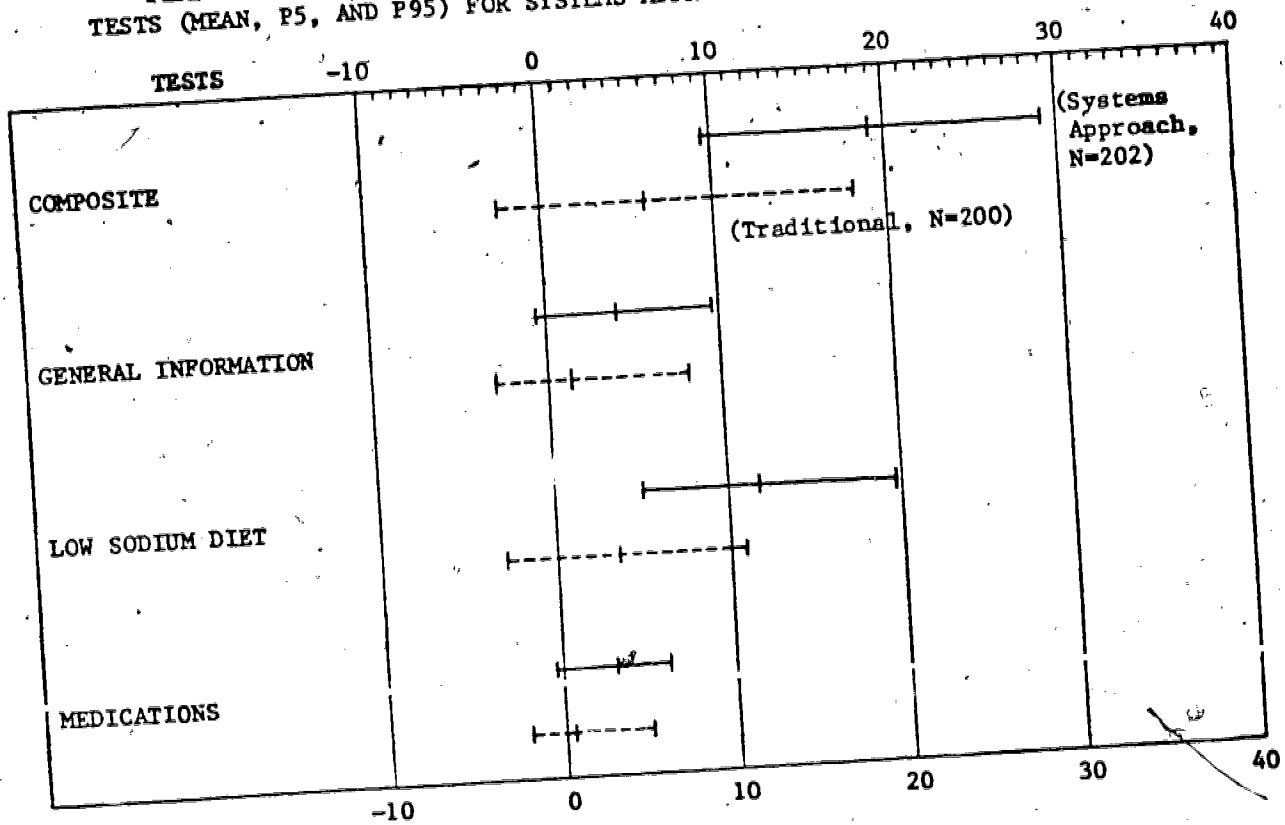 TESTS (MEAN, P5, AND P95) FOR SYSTEMS
TESTS
-10 0 10 20 30 40
(Systems
Approach,
N=202)
COMPOSITE
(Traditional, N=200)
GENERAL INFORMATION
LOW SODIUM DIET
MEDICATIONS
-10 0 10 20 30 40